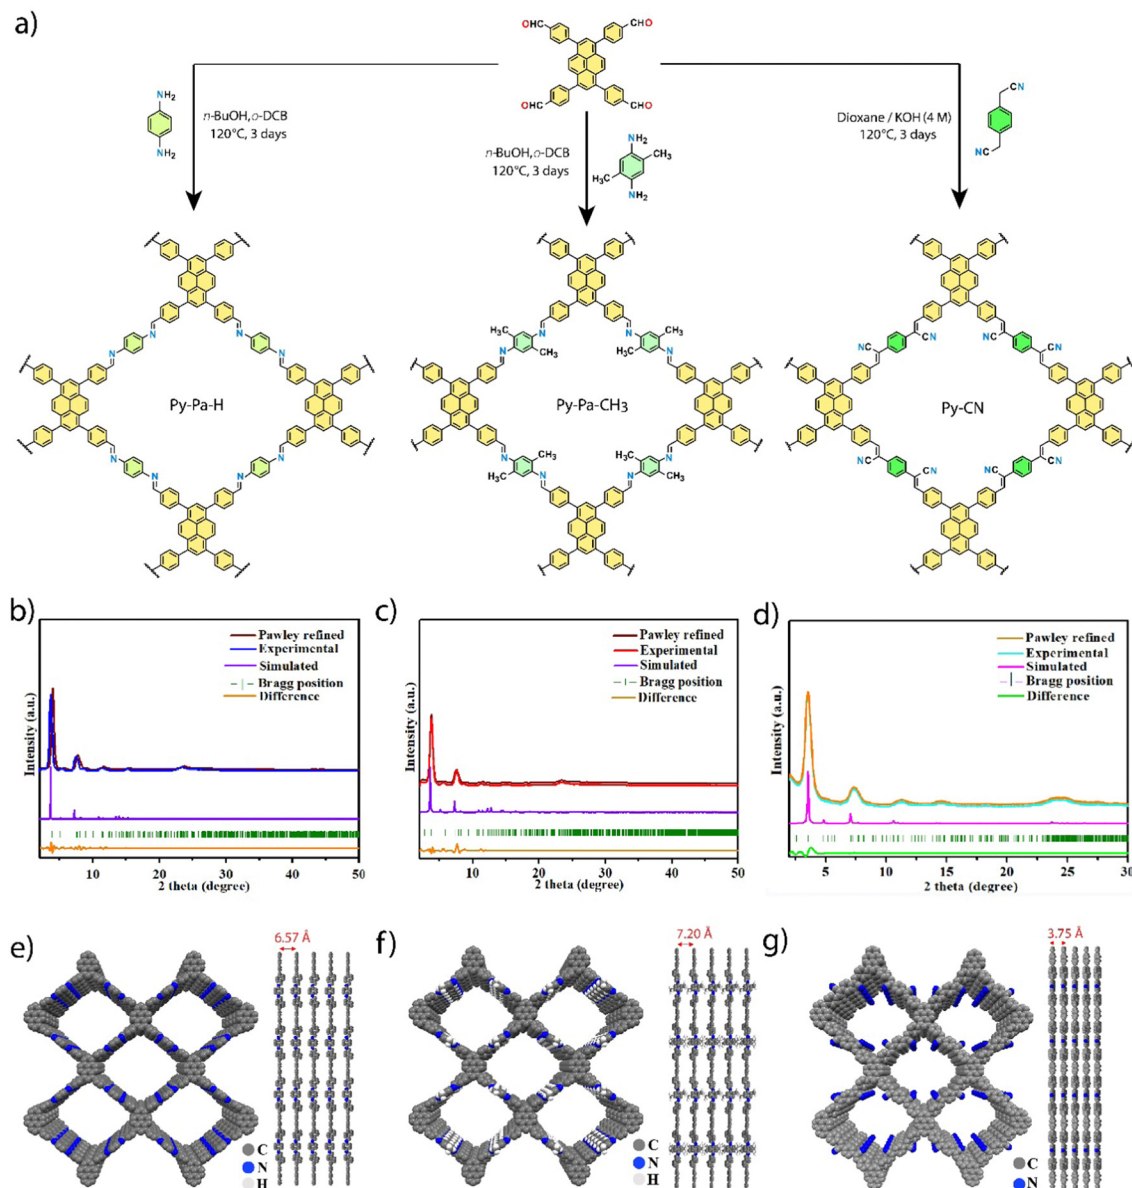 a)
OHC
CHO
OHC
CHO
NH2
NH2
n-BuOH,o-DCB
120°C, 3 days
n-BuOH,o-DCB
120°C, 3 days
NH2
CH3
H3C
NH2
Dioxane / KOH (4 M)
120°C, 3 days
CN
NC
N
N
N
N
Py-Pa-H
N
N
N
N
H3C
N
N
CH3
H3C
N
N
CH3
Py-Pa-CH3
N
N
CH3
H3C
N
N
CH3
H3C
NC
CN
NC
CN
Py-CN
NC
CN
NC
CN
b)
Pawley refined
Experimental
Simulated
Bragg position
Difference
Intensity (a.u.)
10 20 30 40 50
2 theta (degree)
c)
Pawley refined
Experimental
Simulated
Bragg position
Difference
Intensity (a.u.)
10 20 30 40 50
2 theta (degree)
d)
Pawley refined
Experimental
Simulated
Bragg position
Difference
Intensity (a.u.)
5 10 15 20 25 30
2 theta (degree)
e)
6.57 Å
C
N
H
f)
7.20 Å
C
N
H
g)
3.75 Å
C
N